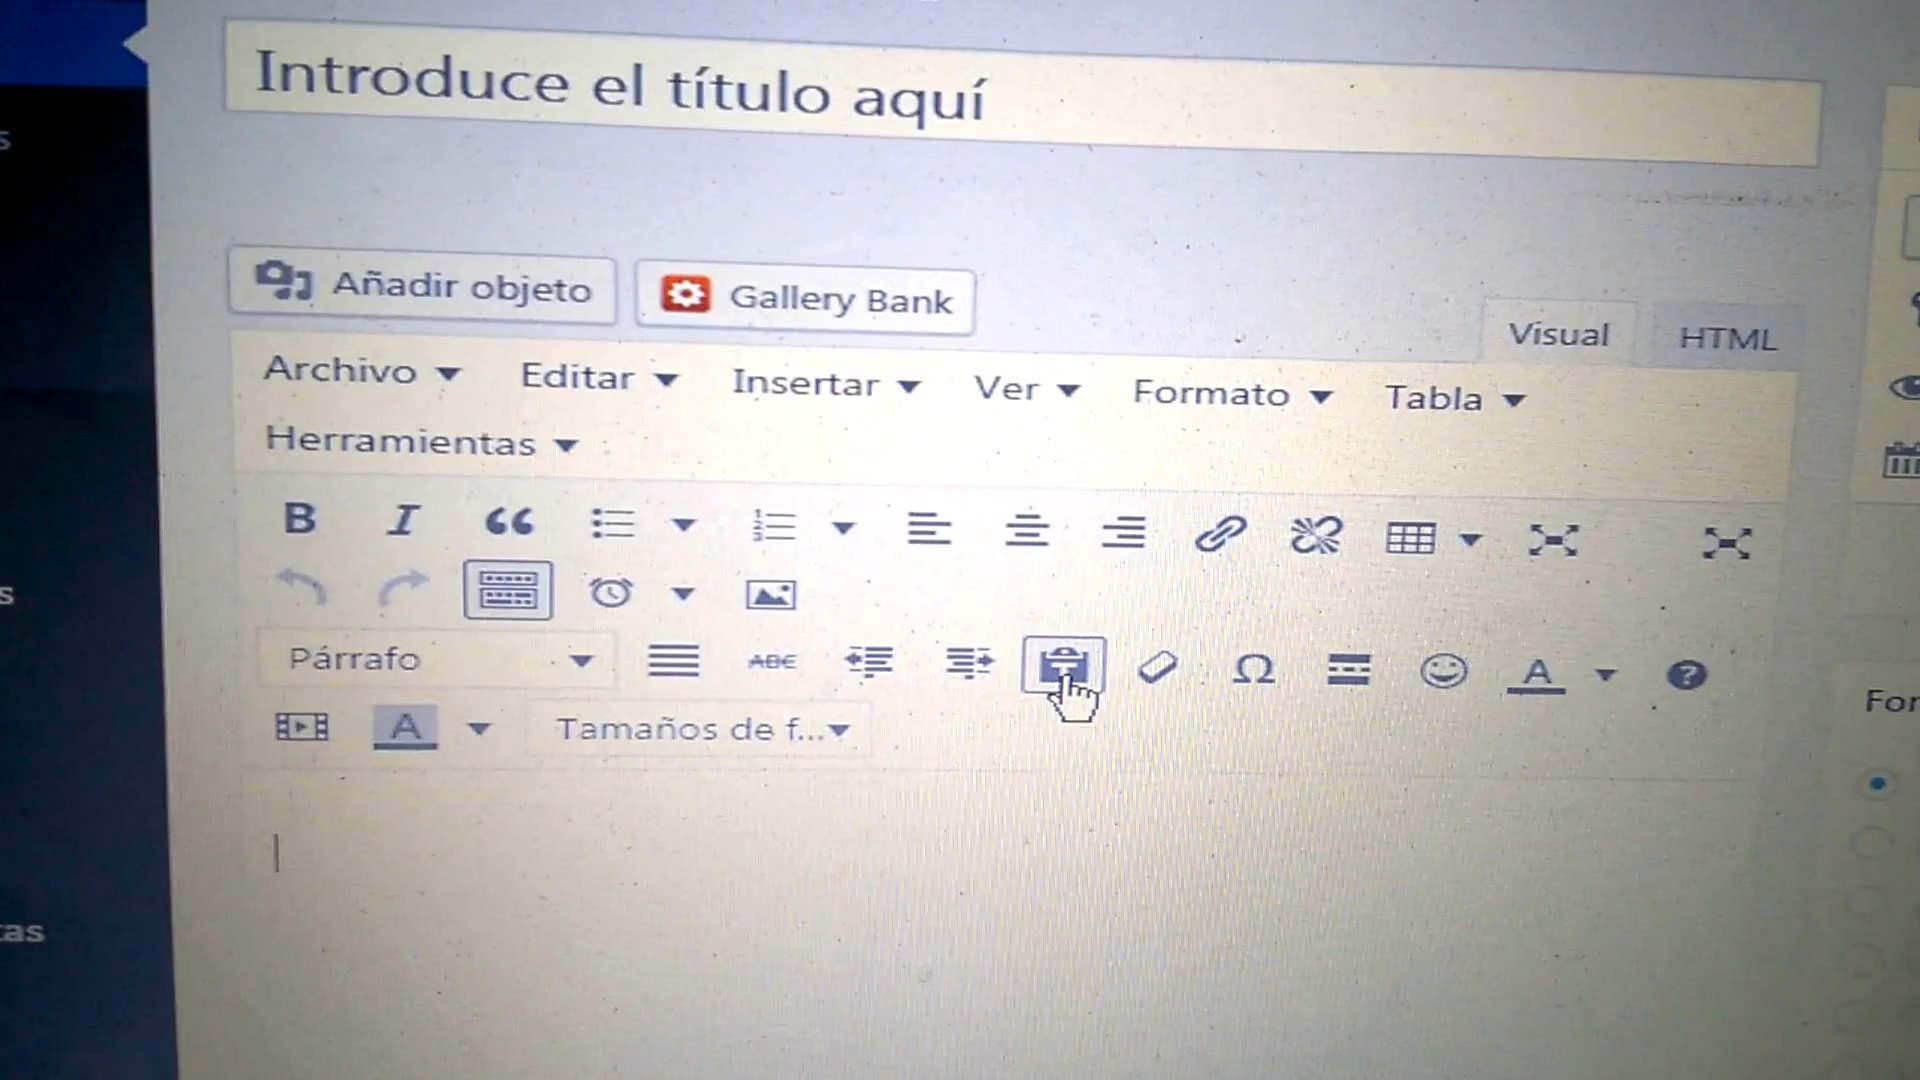 Introduce el título aquí
Añadir objeto
Gallery Bank
Visual
HTML
Archivo Editar Insertar Ver Formato Tabla
Herramientas
B I
Párrafo ABC A
A Tamaños de f...